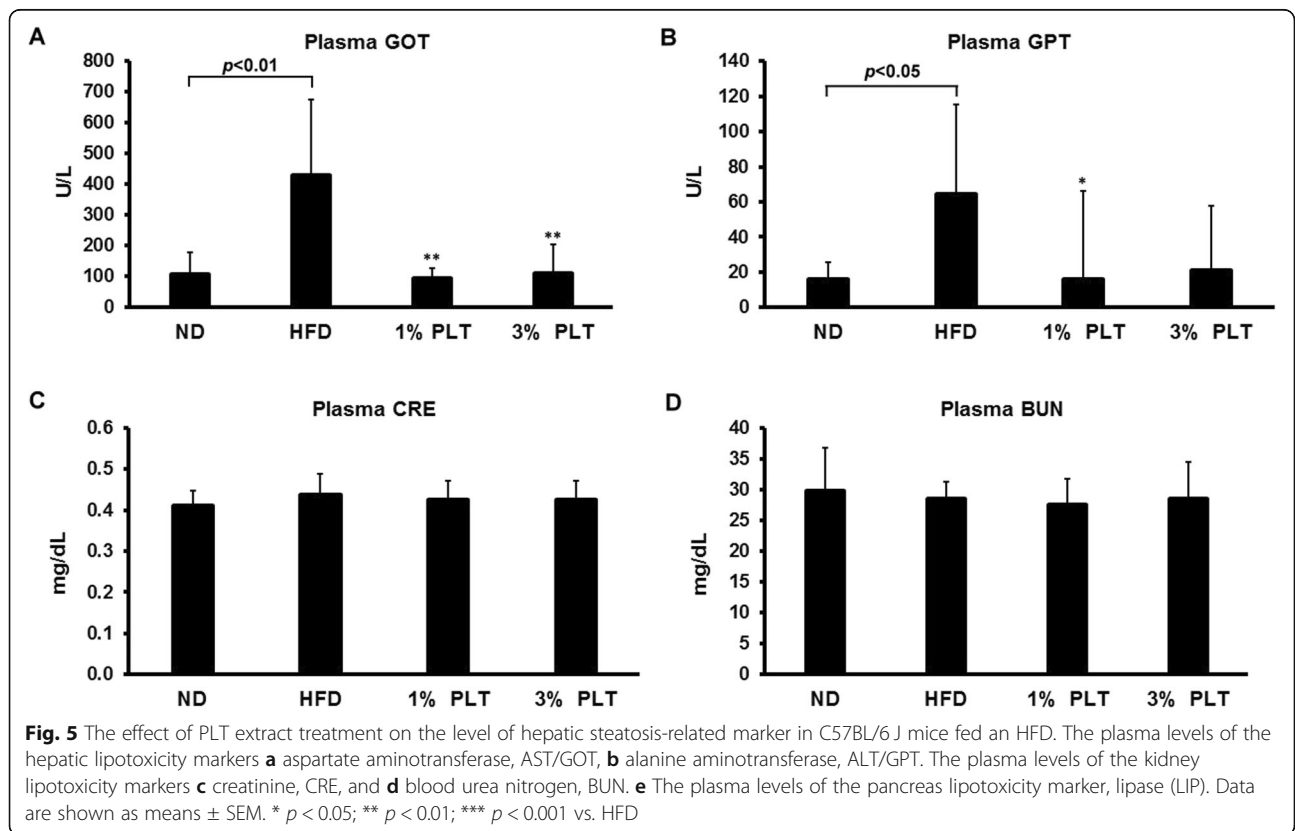 A
Plasma GOT
800
700
600
500
400
300
200
100
0
U/L
p<0.01
**
**
ND HFD 1% PLT 3% PLT
B
Plasma GPT
140
120
100
80
60
40
20
0
U/L
p<0.05
*
ND HFD 1% PLT 3% PLT
C
Plasma CRE
0.6
0.5
0.4
0.3
0.2
0.1
0.0
mg/dL
ND HFD 1% PLT 3% PLT
D
Plasma BUN
40
35
30
25
20
15
10
5
0
mg/dL
ND HFD 1% PLT 3% PLT
Fig. 5 The effect of PLT extract treatment on the level of hepatic steatosis-related marker in C57BL/6 J mice fed an HFD. The plasma levels of the
hepatic lipotoxicity markers a aspartate aminotransferase, AST/GOT, b alanine aminotransferase, ALT/GPT. The plasma levels of the kidney
lipotoxicity markers c creatinine, CRE, and d blood urea nitrogen, BUN. e The plasma levels of the pancreas lipotoxicity marker, lipase (LIP). Data
are shown as means ± SEM. * p < 0.05; ** p < 0.01; *** p < 0.001 vs. HFD